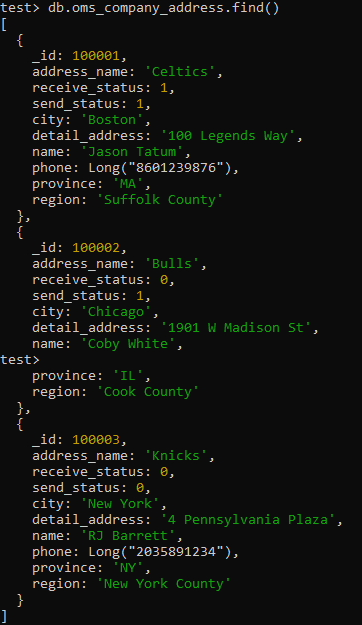 test> db.oms_company_address.find()
[
  {
    _id: 100001,
    address_name: 'Celtics',
    receive_status: 1,
    send_status: 1,
    city: 'Boston',
    detail_address: '100 Legends Way',
    name: 'Jason Tatum',
    phone: Long("8601239876"),
    province: 'MA',
    region: 'Suffolk County'
  },
  {
    _id: 100002,
    address_name: 'Bulls',
    receive_status: 0,
    send_status: 1,
    city: 'Chicago',
    detail_address: '1901 W Madison St',
    name: 'Coby White',
test>
    province: 'IL',
    region: 'Cook County'
  },
  {
    _id: 100003,
    address_name: 'Knicks',
    receive_status: 0,
    send_status: 0,
    city: 'New York',
    detail_address: '4 Pennsylvania Plaza',
    name: 'RJ Barrett',
    phone: Long("2035891234"),
    province: 'NY',
    region: 'New York County'
  }
]